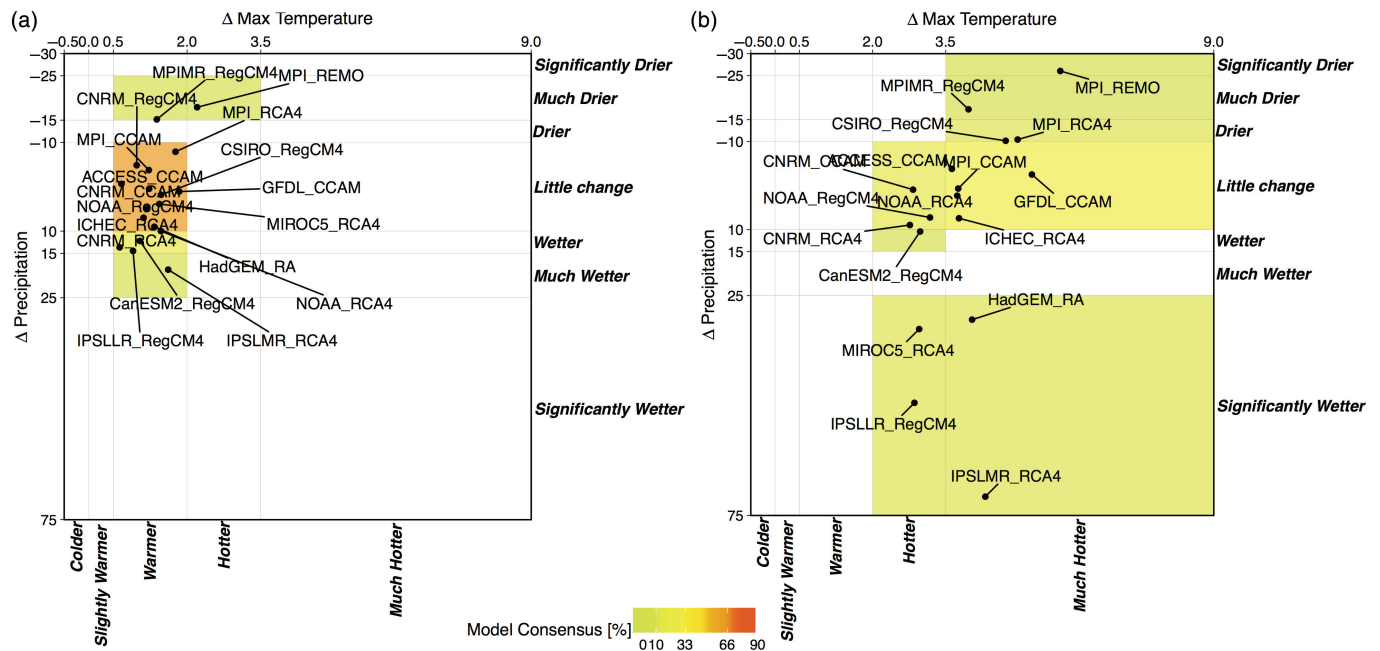 (a)
Δ Max Temperature
−0.50.0 0.5 2.0 3.5 9.0
−30
−25
−15
−10
10
15
25
75
Δ Precipitation
MPIMR_RegCM4
MPI_REMO
CNRM_RegCM4
MPI_RCA4
MPI_CCAM
CSIRO_RegCM4
ACCESS_CCAM
CNRM_CCAM
GFDL_CCAM
NOAA_RegCM4
MIROC5_RCA4
ICHEC_RCA4
CNRM_RCA4
HadGEM_RA
CanESM2_RegCM4
NOAA_RCA4
IPSLLR_RegCM4
IPSLMR_RCA4
Significantly Drier
Much Drier
Drier
Little change
Wetter
Much Wetter
Significantly Wetter
Colder
Slightly Warmer
Warmer
Hotter
Much Hotter
(b)
Δ Max Temperature
−0.50.0 0.5 2.0 3.5 9.0
−30
−25
−15
−10
10
15
25
75
Δ Precipitation
MPI_REMO
MPIMR_RegCM4
CSIRO_RegCM4
MPI_RCA4
CNRM_CCAM
ACCESS_CCAM
MPI_CCAM
NOAA_RegCM4
NOAA_RCA4
GFDL_CCAM
CNRM_RCA4
ICHEC_RCA4
CanESM2_RegCM4
HadGEM_RA
MIROC5_RCA4
IPSLLR_RegCM4
IPSLMR_RCA4
Significantly Drier
Much Drier
Drier
Little change
Wetter
Much Wetter
Significantly Wetter
Colder
Slightly Warmer
Warmer
Hotter
Much Hotter
Model Consensus [%]
0 10 33 66 90